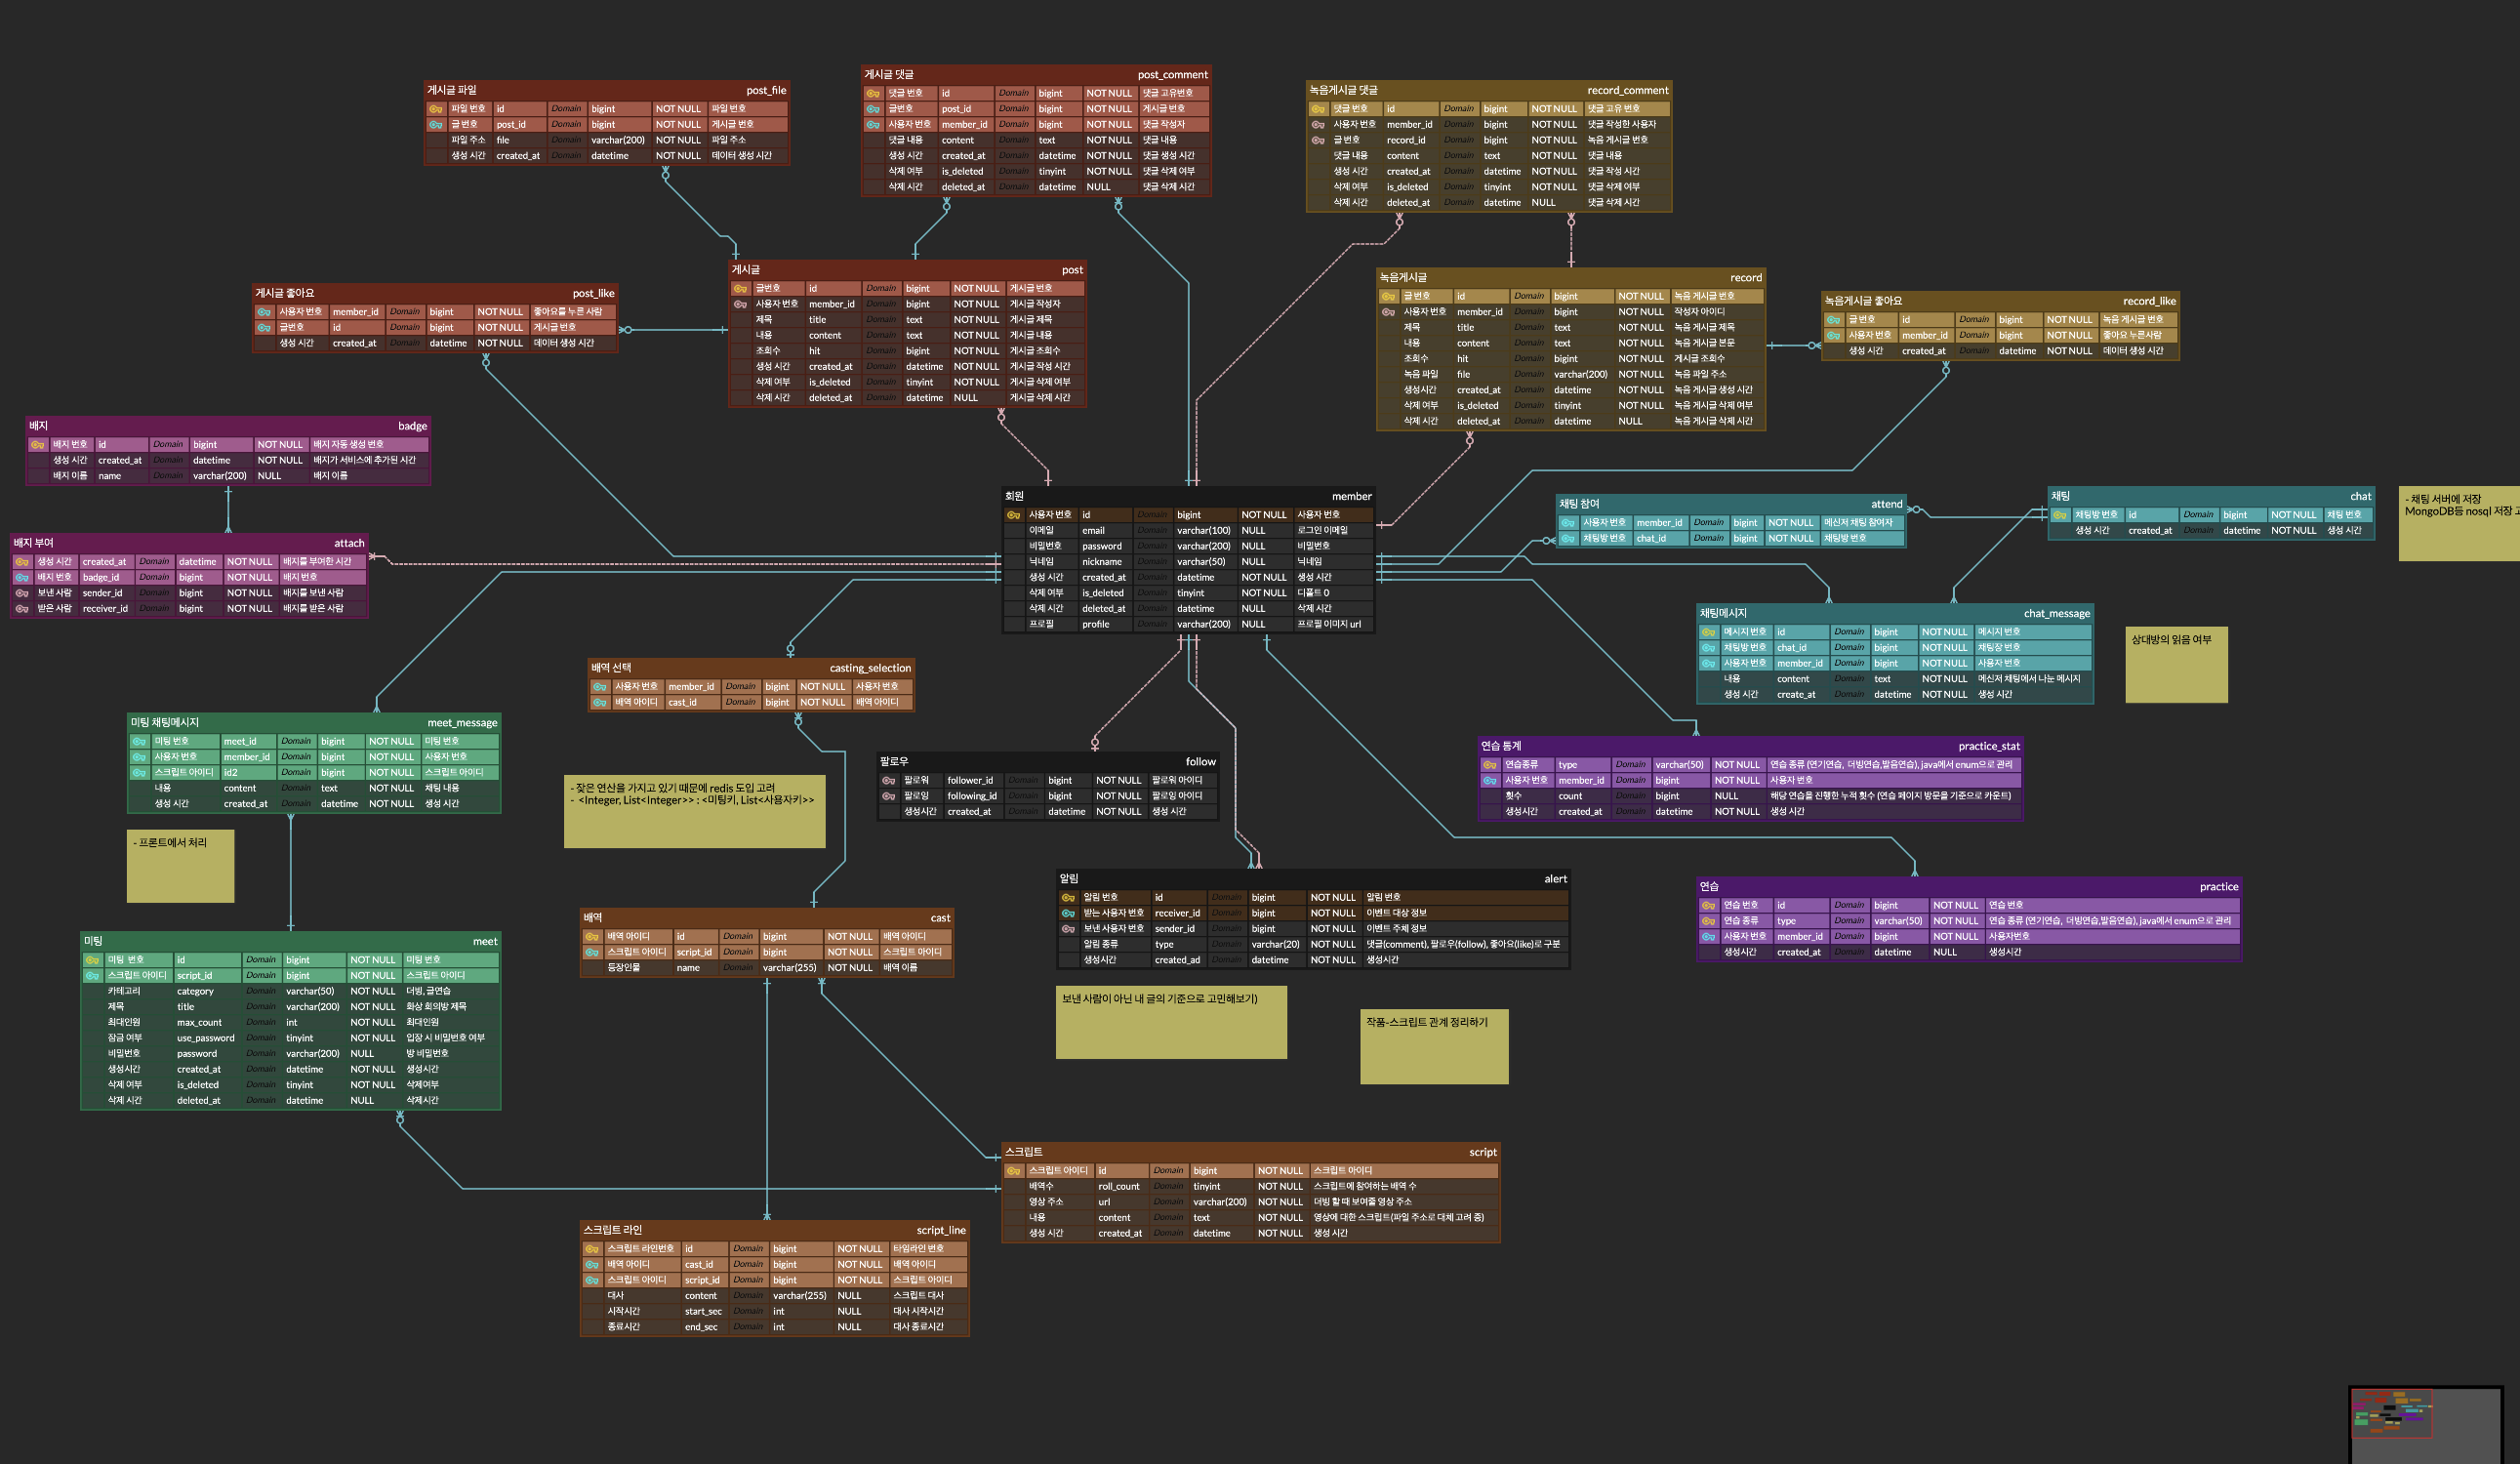 게시글 파일 post_file
파일 번호 id Domain bigint NOT NULL 파일 번호
글 번호 post_id Domain bigint NOT NULL 게시글 번호
파일 주소 file Domain varchar(200) NOT NULL 파일 주소
생성 시간 created_at Domain datetime NOT NULL 데이터 생성 시간
게시글 댓글 post_comment
댓글 번호 id Domain bigint NOT NULL 댓글 고유번호
글번호 post_id Domain bigint NOT NULL 게시글 번호
사용자 번호 member_id Domain bigint NOT NULL 댓글 작성자
댓글 내용 content Domain text NOT NULL 댓글 내용
생성 시간 created_at Domain datetime NOT NULL 댓글 생성 시간
삭제 여부 is_deleted Domain tinyint NOT NULL 댓글 삭제 여부
삭제 시간 deleted_at Domain datetime NULL 댓글 삭제 시간
녹음게시글 댓글 record_comment
댓글 번호 id Domain bigint NOT NULL 댓글 고유 번호
사용자 번호 member_id Domain bigint NOT NULL 댓글 작성한 사용자
글 번호 record_id Domain bigint NOT NULL 녹음 게시글 번호
댓글 내용 content Domain text NOT NULL 댓글 내용
생성 시간 created_at Domain datetime NOT NULL 댓글 작성 시간
삭제 여부 is_deleted Domain tinyint NOT NULL 댓글 삭제 여부
삭제 시간 deleted_at Domain datetime NULL 댓글 삭제 시간
게시글 좋아요 post_like
사용자 번호 member_id Domain bigint NOT NULL 좋아요를 누른 사람
글번호 id Domain bigint NOT NULL 게시글 번호
생성 시간 created_at Domain datetime NOT NULL 데이터 생성 시간
게시글 post
글번호 id Domain bigint NOT NULL 게시글 번호
사용자 번호 member_id Domain bigint NOT NULL 게시글 작성자
제목 title Domain text NOT NULL 게시글 제목
내용 content Domain text NOT NULL 게시글 내용
조회수 hit Domain bigint NOT NULL 게시글 조회수
생성 시간 created_at Domain datetime NOT NULL 게시글 작성 시간
삭제 여부 is_deleted Domain tinyint NOT NULL 게시글 삭제 여부
삭제 시간 deleted_at Domain datetime NULL 게시글 삭제 시간
녹음게시글 record
글 번호 id Domain bigint NOT NULL 녹음 게시글 번호
사용자 번호 member_id Domain bigint NOT NULL 작성자 아이디
제목 title Domain text NOT NULL 녹음 게시글 제목
내용 content Domain text NOT NULL 녹음 게시글 본문
조회수 hit Domain bigint NOT NULL 게시글 조회수
녹음 파일 file Domain varchar(200) NOT NULL 녹음 파일 주소
생성시간 created_at Domain datetime NOT NULL 녹음 게시글 생성 시간
삭제 여부 is_deleted Domain tinyint NOT NULL 녹음 게시글 삭제 여부
삭제 시간 deleted_at Domain datetime NULL 녹음 게시글 삭제 시간
녹음게시글 좋아요 record_like
글 번호 id Domain bigint NOT NULL 녹음 게시글 번호
사용자 번호 member_id Domain bigint NOT NULL 좋아요 누른사람
생성 시간 created_at Domain datetime NOT NULL 데이터 생성 시간
배지 badge
배지 번호 id Domain bigint NOT NULL 배지 자동 생성 번호
생성 시간 created_at Domain datetime NOT NULL 배지가 서비스에 추가된 시간
배지 이름 name Domain varchar(200) NULL 배지 이름
배지 부여 attach
생성 시간 created_at Domain datetime NOT NULL 배지를 부여한 시간
배지 번호 badge_id Domain bigint NOT NULL 배지 번호
보낸 사람 sender_id Domain bigint NOT NULL 배지를 보낸 사람
받은 사람 receiver_id Domain bigint NOT NULL 배지를 받은 사람
회원 member
사용자 번호 id Domain bigint NOT NULL 사용자 번호
이메일 email Domain varchar(100) NULL 로그인 이메일
비밀번호 password Domain varchar(200) NULL 비밀번호
닉네임 nickname Domain varchar(50) NULL 닉네임
생성 시간 created_at Domain datetime NOT NULL 생성 시간
삭제 여부 is_deleted Domain tinyint NOT NULL 디폴트 0
삭제 시간 deleted_at Domain datetime NULL 삭제 시간
프로필 profile Domain varchar(200) NULL 프로필 이미지 url
채팅 참여 attend
사용자 번호 member_id Domain bigint NOT NULL 메신저 채팅 참여자
채팅방 번호 chat_id Domain bigint NOT NULL 채팅방 번호
채팅 chat
채팅방 번호 id Domain bigint NOT NULL 채팅 번호
생성 시간 created_at Domain datetime NOT NULL 생성 시간
- 채팅 서버에 저장
MongoDB등 nosql 저장 고
채팅메시지 chat_message
메시지 번호 id Domain bigint NOT NULL 메시지 번호
채팅방 번호 chat_id Domain bigint NOT NULL 채팅장 번호
사용자 번호 member_id Domain bigint NOT NULL 사용자 번호
내용 content Domain text NOT NULL 메신저 채팅에서 나눈 메시지
생성 시간 create_at Domain datetime NOT NULL 생성 시간
상대방의 읽음 여부
배역 선택 casting_selection
사용자 번호 member_id Domain bigint NOT NULL 사용자 번호
배역 아이디 cast_id Domain bigint NOT NULL 배역 아이디
미팅 채팅메시지 meet_message
미팅 번호 meet_id Domain bigint NOT NULL 미팅 번호
사용자 번호 member_id Domain bigint NOT NULL 사용자 번호
스크립트 아이디 id2 Domain bigint NOT NULL 스크립트 아이디
내용 content Domain text NOT NULL 채팅 내용
생성 시간 created_at Domain datetime NOT NULL 생성 시간
- 잦은 연산을 가지고 있기 때문에 redis 도입 고려
- <Integer, List<Integer>> : <미팅키, List<사용자키>>
팔로우 follow
팔로워 follower_id Domain bigint NOT NULL 팔로워 아이디
팔로잉 following_id Domain bigint NOT NULL 팔로잉 아이디
생성시간 created_at Domain datetime NOT NULL 생성 시간
연습 통계 practice_stat
연습종류 type Domain varchar(50) NOT NULL 연습 종류 (연기연습, 더빙연습,발음연습), java에서 enum으로 관리
사용자 번호 member_id Domain bigint NOT NULL 사용자 번호
횟수 count Domain bigint NULL 해당 연습을 진행한 누적 횟수 (연습 페이지 방문을 기준으로 카운트)
생성시간 created_at Domain datetime NOT NULL 생성 시간
- 프론트에서 처리
알림 alert
알림 번호 id Domain bigint NOT NULL 알림 번호
받는 사용자 번호 receiver_id Domain bigint NOT NULL 이벤트 대상 정보
보낸 사용자 번호 sender_id Domain bigint NOT NULL 이벤트 주체 정보
알림 종류 type Domain varchar(20) NOT NULL 댓글(comment), 팔로우(follow), 좋아요(like)로 구분
생성시간 created_ad Domain datetime NOT NULL 생성시간
연습 practice
연습 번호 id Domain bigint NOT NULL 연습 번호
연습 종류 type Domain varchar(50) NOT NULL 연습 종류 (연기연습, 더빙연습,발음연습), java에서 enum으로 관리
사용자 번호 member_id Domain bigint NOT NULL 사용자번호
생성시간 created_at Domain datetime NULL 생성시간
배역 cast
배역 아이디 id Domain bigint NOT NULL 배역 아이디
스크립트 아이디 script_id Domain bigint NOT NULL 스크립트 아이디
등장인물 name Domain varchar(255) NOT NULL 배역 이름
미팅 meet
미팅 번호 id Domain bigint NOT NULL 미팅 번호
스크립트 아이디 script_id Domain bigint NOT NULL 스크립트 아이디
카테고리 category Domain varchar(50) NOT NULL 더빙, 글연습
제목 title Domain varchar(200) NOT NULL 화상 회의방 제목
최대인원 max_count Domain int NOT NULL 최대인원
잠금 여부 use_password Domain tinyint NOT NULL 입장 시 비밀번호 여부
비밀번호 password Domain varchar(200) NULL 방 비밀번호
생성시간 created_at Domain datetime NOT NULL 생성시간
삭제 여부 is_deleted Domain tinyint NOT NULL 삭제여부
삭제 시간 deleted_at Domain datetime NULL 삭제시간
보낸 사람이 아닌 내 글의 기준으로 고민해보기)
작품-스크립트 관계 정리하기
스크립트 script
스크립트 아이디 id Domain bigint NOT NULL 스크립트 아이디
배역수 roll_count Domain tinyint NOT NULL 스크립트에 참여하는 배역 수
영상 주소 url Domain varchar(200) NOT NULL 더빙 할 때 보여줄 영상 주소
내용 content Domain text NOT NULL 영상에 대한 스크립트(파일 주소로 대체 고려 중)
생성 시간 created_at Domain datetime NOT NULL 생성 시간
스크립트 라인 script_line
스크립트 라인번호 id Domain bigint NOT NULL 타임라인 번호
배역 아이디 cast_id Domain bigint NOT NULL 배역 아이디
스크립트 아이디 script_id Domain bigint NOT NULL 스크립트 아이디
대사 content Domain varchar(255) NULL 스크립트 대사
시작시간 start_sec Domain int NULL 대사 시작시간
종료시간 end_sec Domain int NULL 대사 종료시간